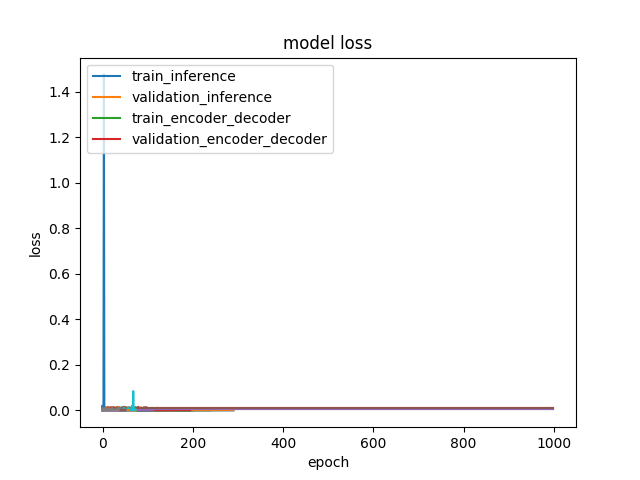 model loss
train_inference
validation_inference
train_encoder_decoder
validation_encoder_decoder
loss
1.4
1.2
1.0
0.8
0.6
0.4
0.2
0.0
0 200 400 600 800 1000
epoch